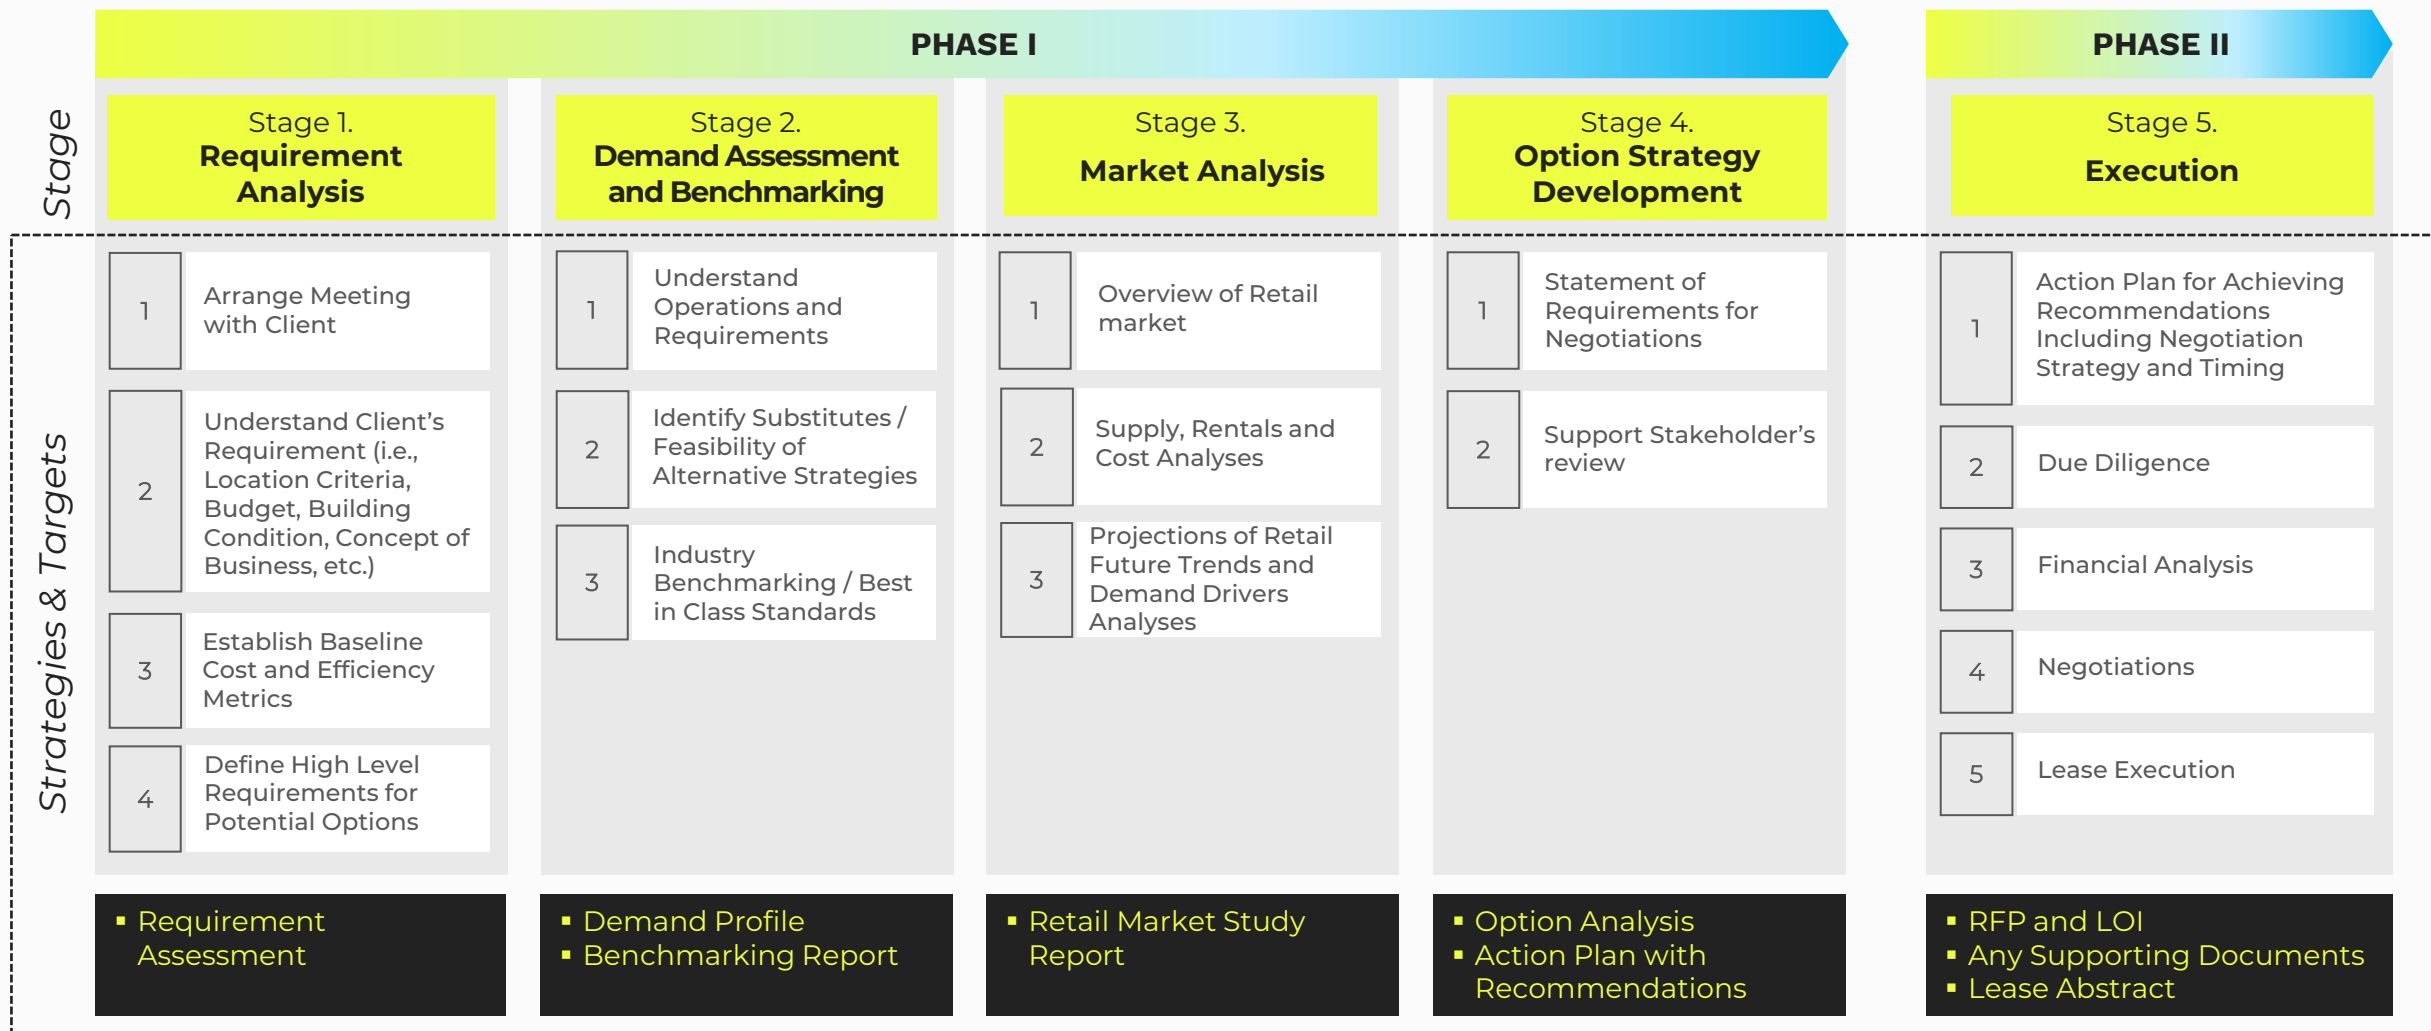 PHASE I
PHASE II
Stage
Stage 1.
Requirement
Analysis
Stage 2.
Demand Assessment
and Benchmarking
Stage 3.
Market Analysis
Stage 4.
Option Strategy
Development
Stage 5.
Execution
Strategies & Targets
1
Arrange Meeting
with Client
2
Understand Client’s
Requirement (i.e.,
Location Criteria,
Budget, Building
Condition, Concept of
Business, etc.)
3
Establish Baseline
Cost and Efficiency
Metrics
4
Define High Level
Requirements for
Potential Options
▪ Requirement
Assessment
1
Understand
Operations and
Requirements
2
Identify Substitutes /
Feasibility of
Alternative Strategies
3
Industry
Benchmarking / Best
in Class Standards
▪ Demand Profile
▪ Benchmarking Report
1
Overview of Retail
market
2
Supply, Rentals and
Cost Analyses
3
Projections of Retail
Future Trends and
Demand Drivers
Analyses
▪ Retail Market Study
Report
1
Statement of
Requirements for
Negotiations
2
Support Stakeholder’s
review
▪ Option Analysis
▪ Action Plan with
Recommendations
1
Action Plan for Achieving
Recommendations
Including Negotiation
Strategy and Timing
2
Due Diligence
3
Financial Analysis
4
Negotiations
5
Lease Execution
▪ RFP and LOI
▪ Any Supporting Documents
▪ Lease Abstract